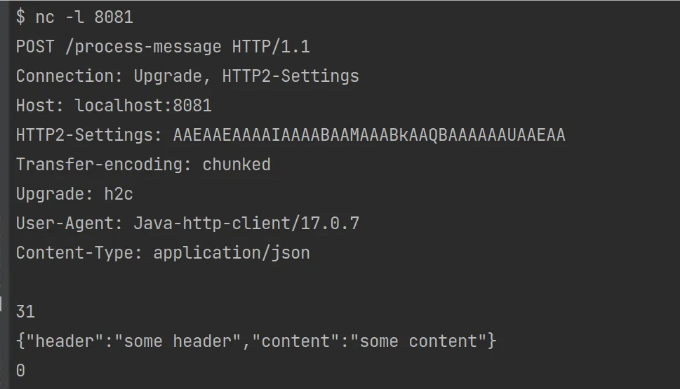 $ nc -l 8081
POST /process-message HTTP/1.1
Connection: Upgrade, HTTP2-Settings
Host: localhost:8081
HTTP2-Settings: AAEAAEAAAAIAAAABAAMAAABkAAQBAAAAAAUAAEAA
Transfer-encoding: chunked
Upgrade: h2c
User-Agent: Java-http-client/17.0.7
Content-Type: application/json
31
{"header":"some header","content":"some content"}
0